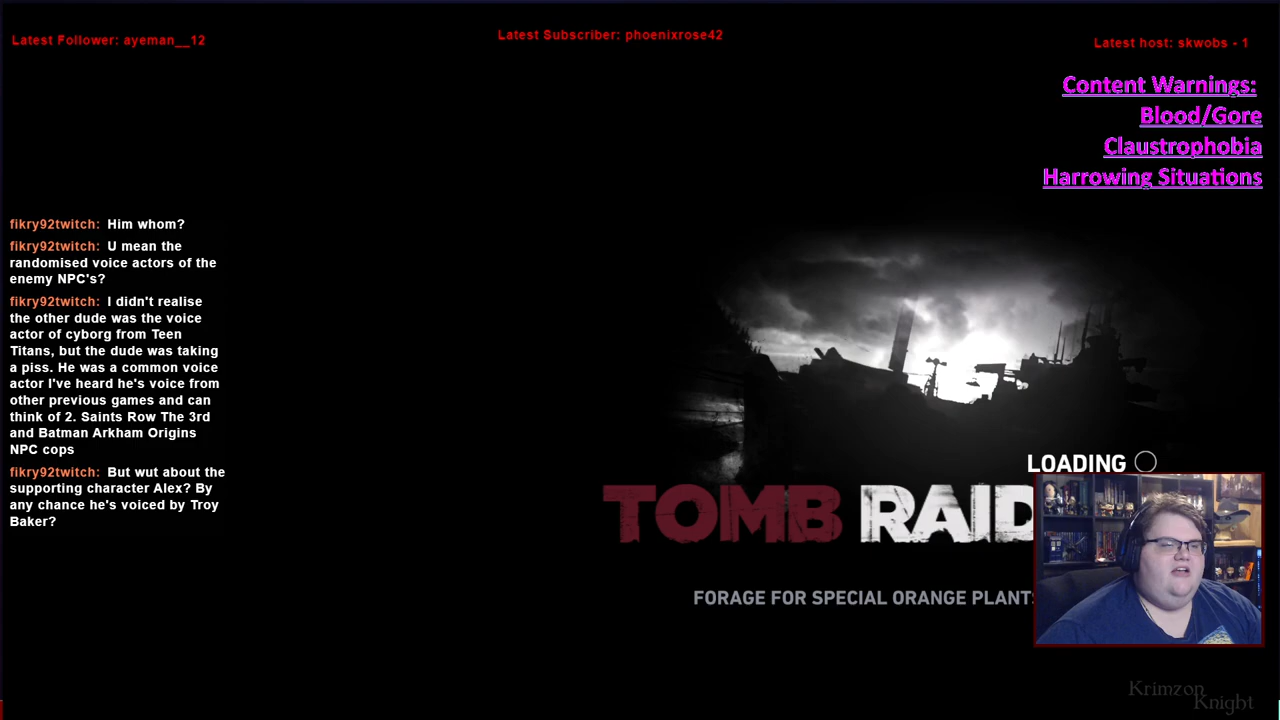 Latest Follower: ayeman__12
Latest Subscriber: phoenixrose42
Latest host: skwobs - 1
Content Warnings:
Blood/Gore
Claustrophobia
Harrowing Situations
fikry92twitch: Him whom?
fikry92twitch: U mean the
randomised voice actors of the
enemy NPC's?
fikry92twitch: I didn't realise
the other dude was the voice
actor of cyborg from Teen
Titans, but the dude was taking
a piss. He was a common voice
actor I've heard he's voice from
other previous games and can
think of 2. Saints Row The 3rd
and Batman Arkham Origins
NPC cops
fikry92twitch: But wut about the
supporting character Alex? By
any chance he's voiced by Troy
Baker?
LOADING
TOMB RAID
FORAGE FOR SPECIAL ORANGE PLANTS
Krimzon
Knight